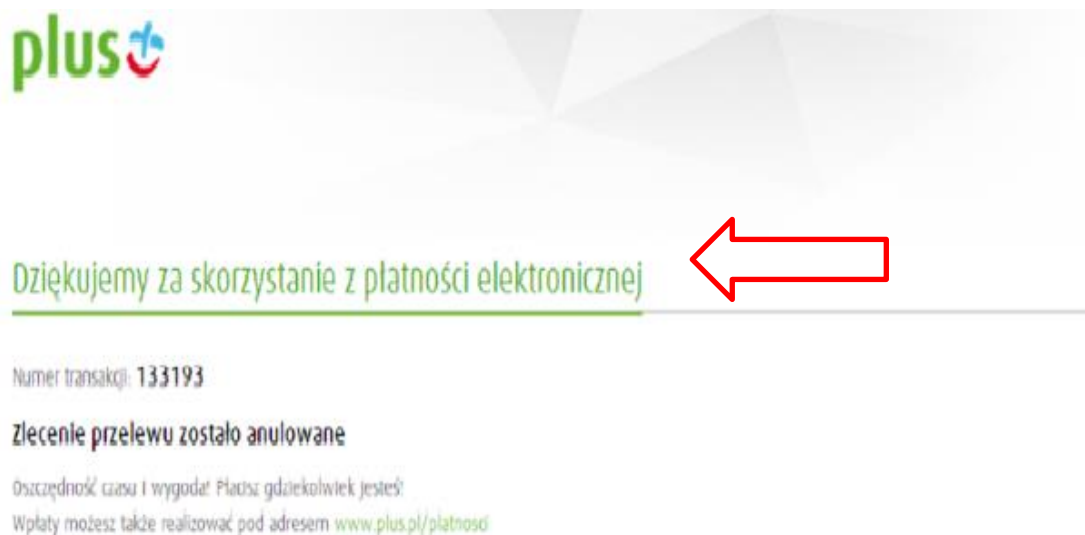 plus
Dziękujemy za skorzystanie z płatności elektronicznej
Numer transakcji: 133193
Zlecenie przelewu zostało anulowane
Oszczędność czasu i wygoda! Płacisz gdziekolwiek jesteś!
Wpłaty możesz także realizować pod adresem www.plus.pl/platnosci